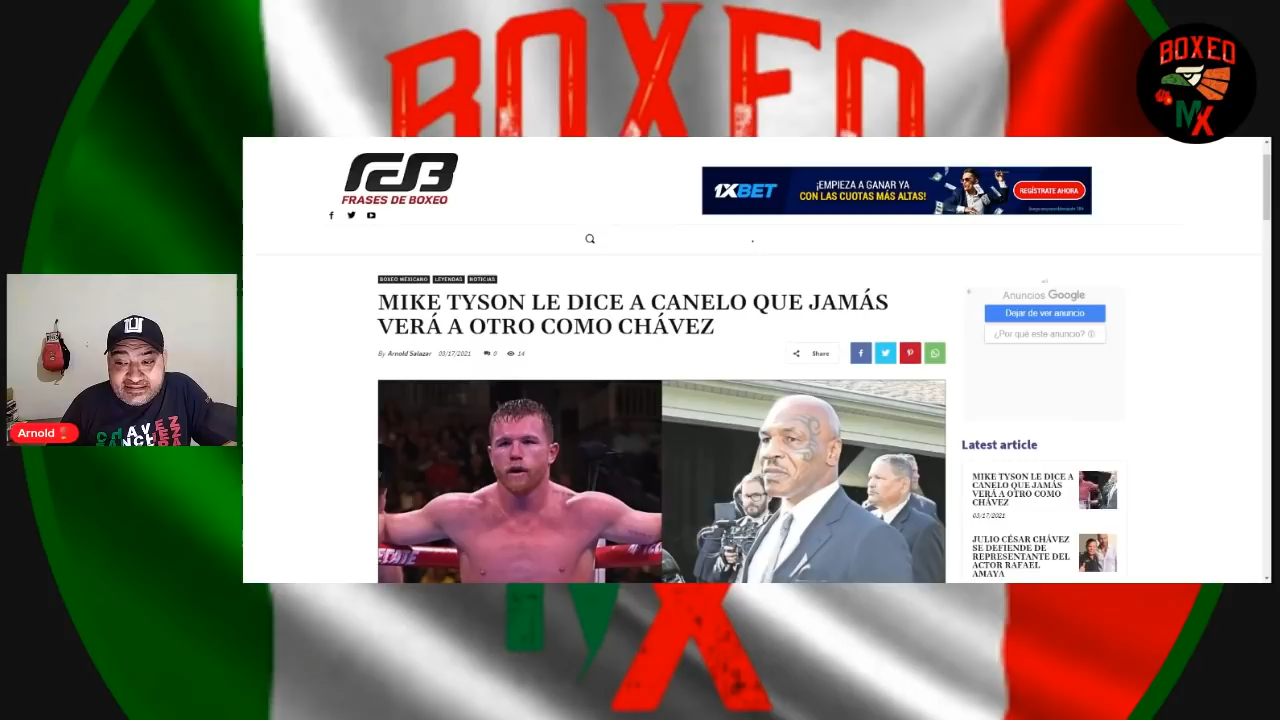 BOXEO
BOXEO
MX
FRASES DE BOXEO
1XBET
¡EMPIEZA A GANAR YA
CON LAS CUOTAS MÁS ALTAS!
REGÍSTRATE AHORA
BOXEO MEXICANO LEYENDAS NOTICIAS
MIKE TYSON LE DICE A CANELO QUE JAMÁS
VERÁ A OTRO COMO CHÁVEZ
By Arnold Salazar 03/17/2021 0 14
Share
ad
Anuncios Google
Dejar de ver anuncio
¿Por qué este anuncio?
Latest article
MIKE TYSON LE DICE A
CANELO QUE JAMÁS
VERÁ A OTRO COMO
CHÁVEZ
03/17/2021
JULIO CÉSAR CHÁVEZ
SE DEFIENDE DE
REPRESENTANTE DEL
ACTOR RAFAEL
AMAYA
Arnold
X